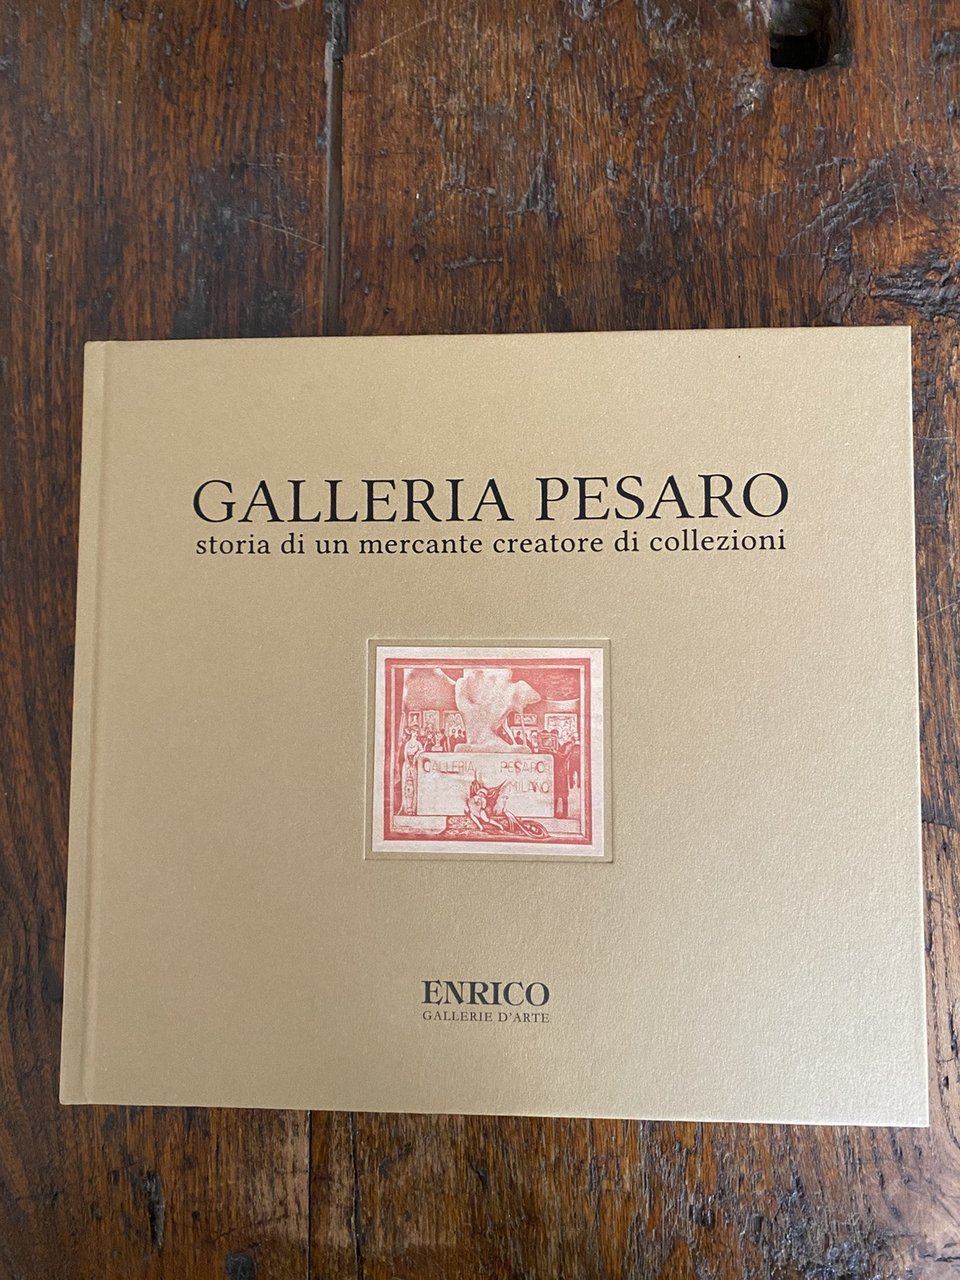 GALLERIA PESARO
storia di un mercante creatore di collezioni
GALLERIA PESARO
MILANO
ENRICO
GALLERIE D'ARTE